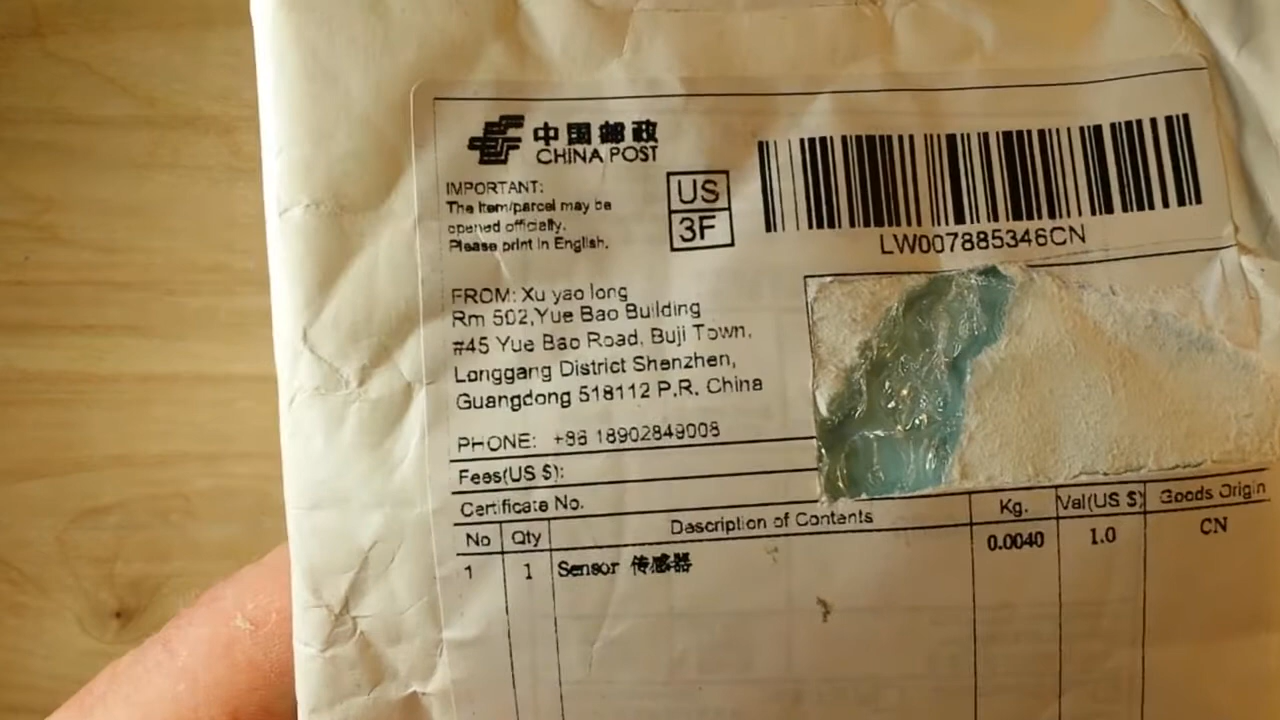 中国邮政
CHINA POST
IMPORTANT:
The Item/parcel may be
opened officially.
Please print in English.
US
3F
LW007885346CN
FROM: Xu yao long
Rm 502,Yue Bao Building
#45 Yue Bao Road, Buji Town,
Longgang District Shenzhen,
Guangdong 518112 P.R. China
PHONE: +86 18902849008
Fees(US $):
Certificate No.
No Qty Description of Contents Kg. Val(US $) Goods Origin
1 1 Sensor 传感器 0.0040 1.0 CN